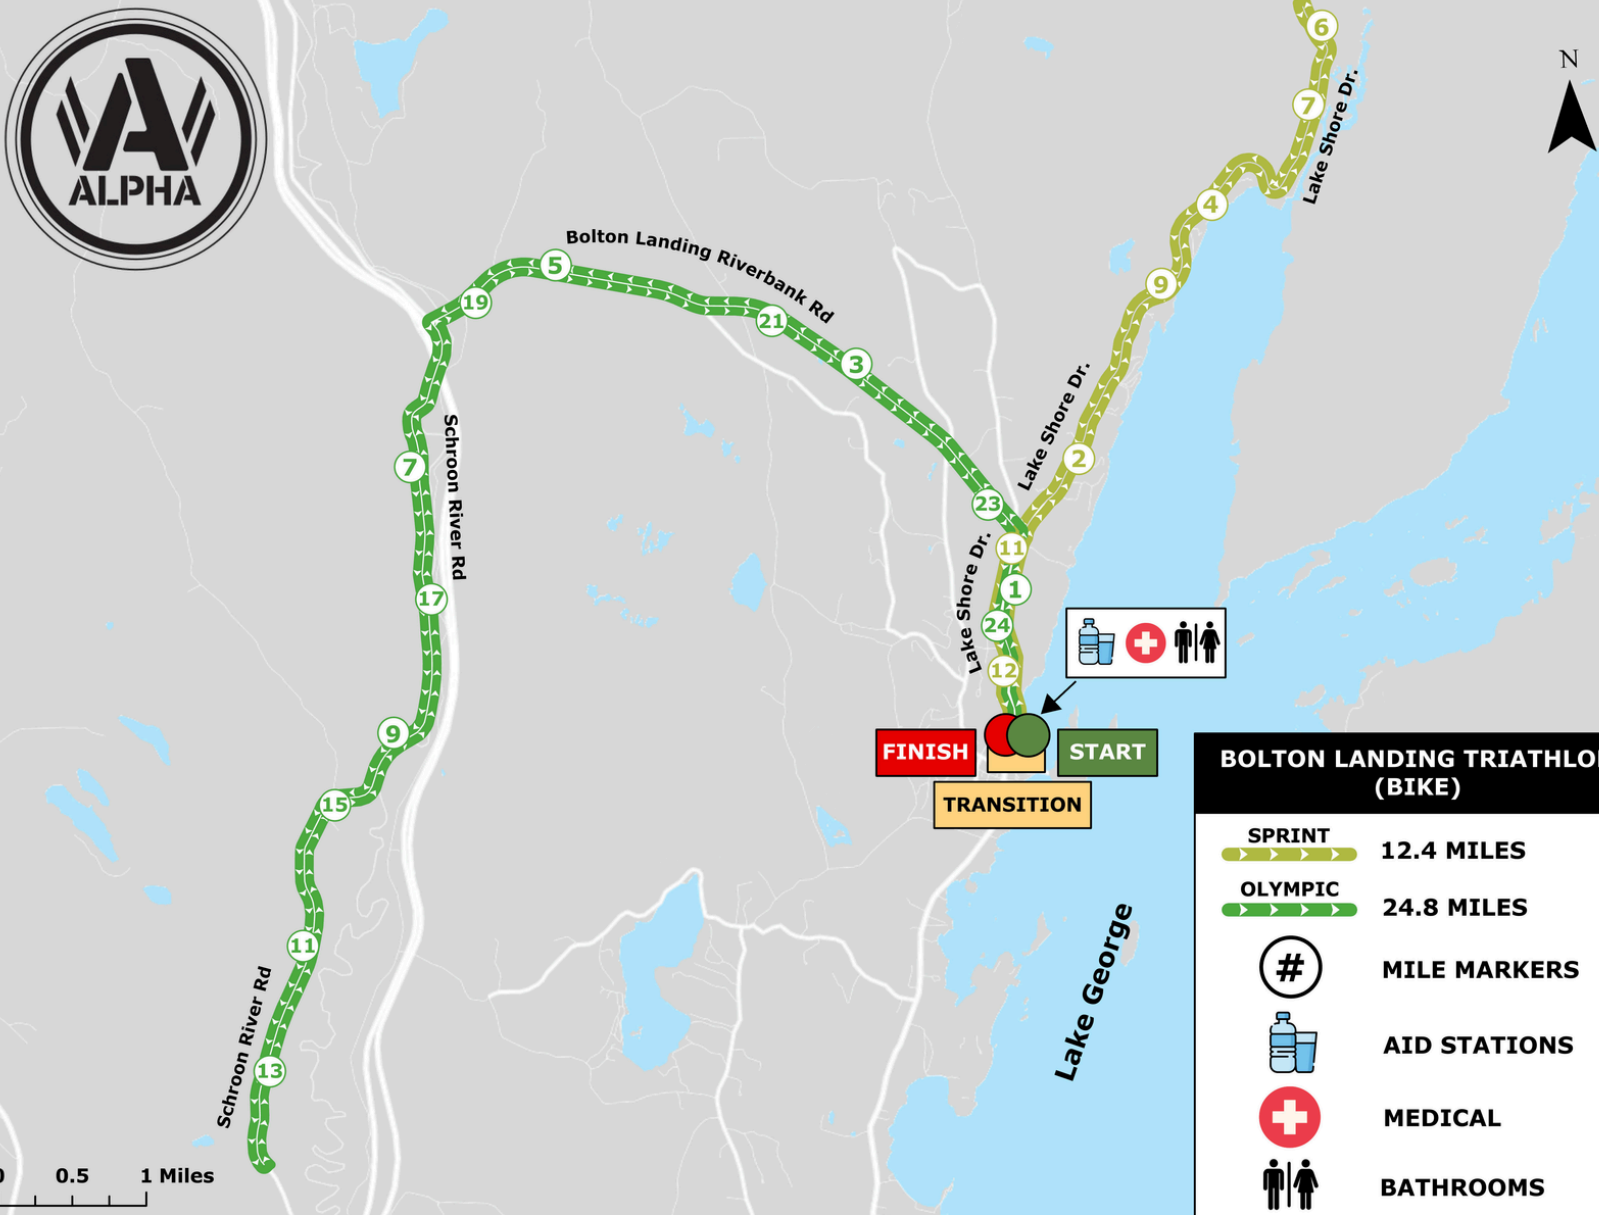 ALPHA
N
6
7
Lake Shore Dr.
4
9
Bolton Landing Riverbank Rd
5
19
21
3
Lake Shore Dr.
2
Schroon River Rd
7
23
11
1
Lake Shore Dr.
24
12
17
9
15
FINISH
START
TRANSITION
11
13
Schroon River Rd
Lake George
0 0.5 1 Miles
BOLTON LANDING TRIATHLO
(BIKE)
SPRINT
12.4 MILES
OLYMPIC
24.8 MILES
#
MILE MARKERS
AID STATIONS
MEDICAL
BATHROOMS